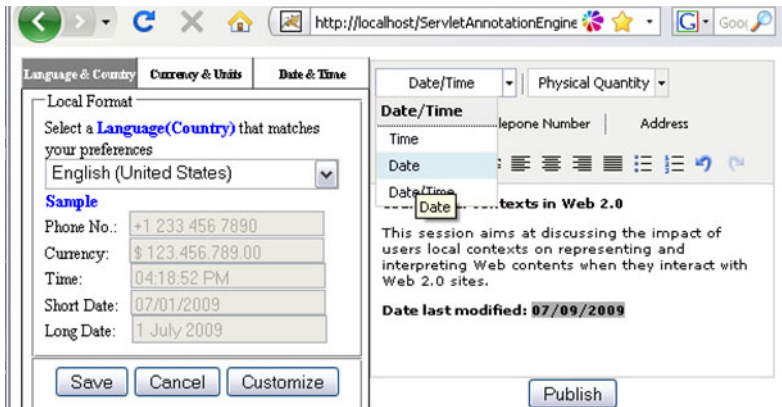 http://localhost/ServletAnnotationEngine
G
Goo
Language & Country Currency & Units Date & Time
Local Format
Select a Language(Country) that matches
your preferences
English (United States)
Sample
Phone No.: +1 233 456 7890
Currency: $ 123.456.789.00
Time: 04:18:52 PM
Short Date: 07/01/2009
Long Date: 1 July 2009
Save Cancel Customize
Date/Time Physical Quantity
Date/Time
Time
Date
Date/Time
Date
lepone Number Address
ntexts in Web 2.0
This session aims at discussing the impact of
users local contexts on representing and
interpreting Web contents when they interact with
Web 2.0 sites.
Date last modified: 07/09/2009
Publish